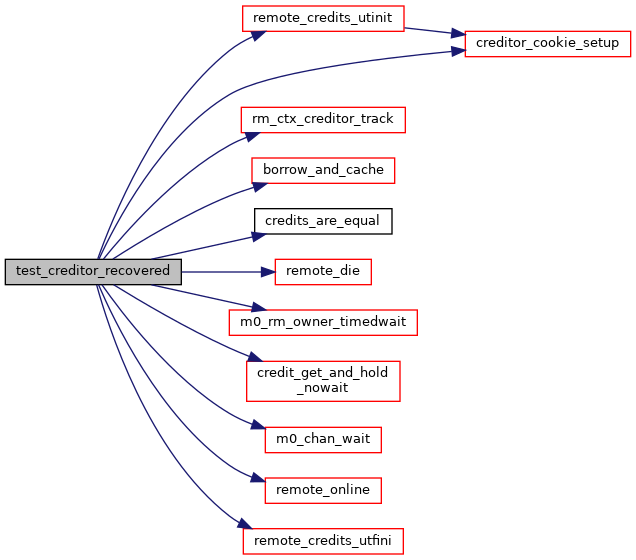 remote_credits_utinit
creditor_cookie_setup
rm_ctx_creditor_track
borrow_and_cache
credits_are_equal
test_creditor_recovered
remote_die
m0_rm_owner_timedwait
credit_get_and_hold
_nowait
m0_chan_wait
remote_online
remote_credits_utfini